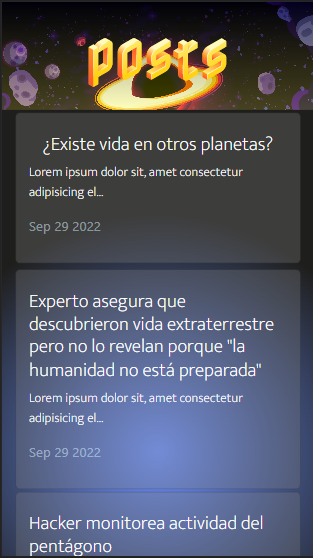 posts
¿Existe vida en otros planetas?
Lorem ipsum dolor sit, amet consectetur
adipisicing el...
Sep 29 2022
Experto asegura que
descubrieron vida extraterrestre
pero no lo revelan porque "la
humanidad no está preparada"
Lorem ipsum dolor sit, amet consectetur
adipisicing el...
Sep 29 2022
Hacker monitorea actividad del
pentágono